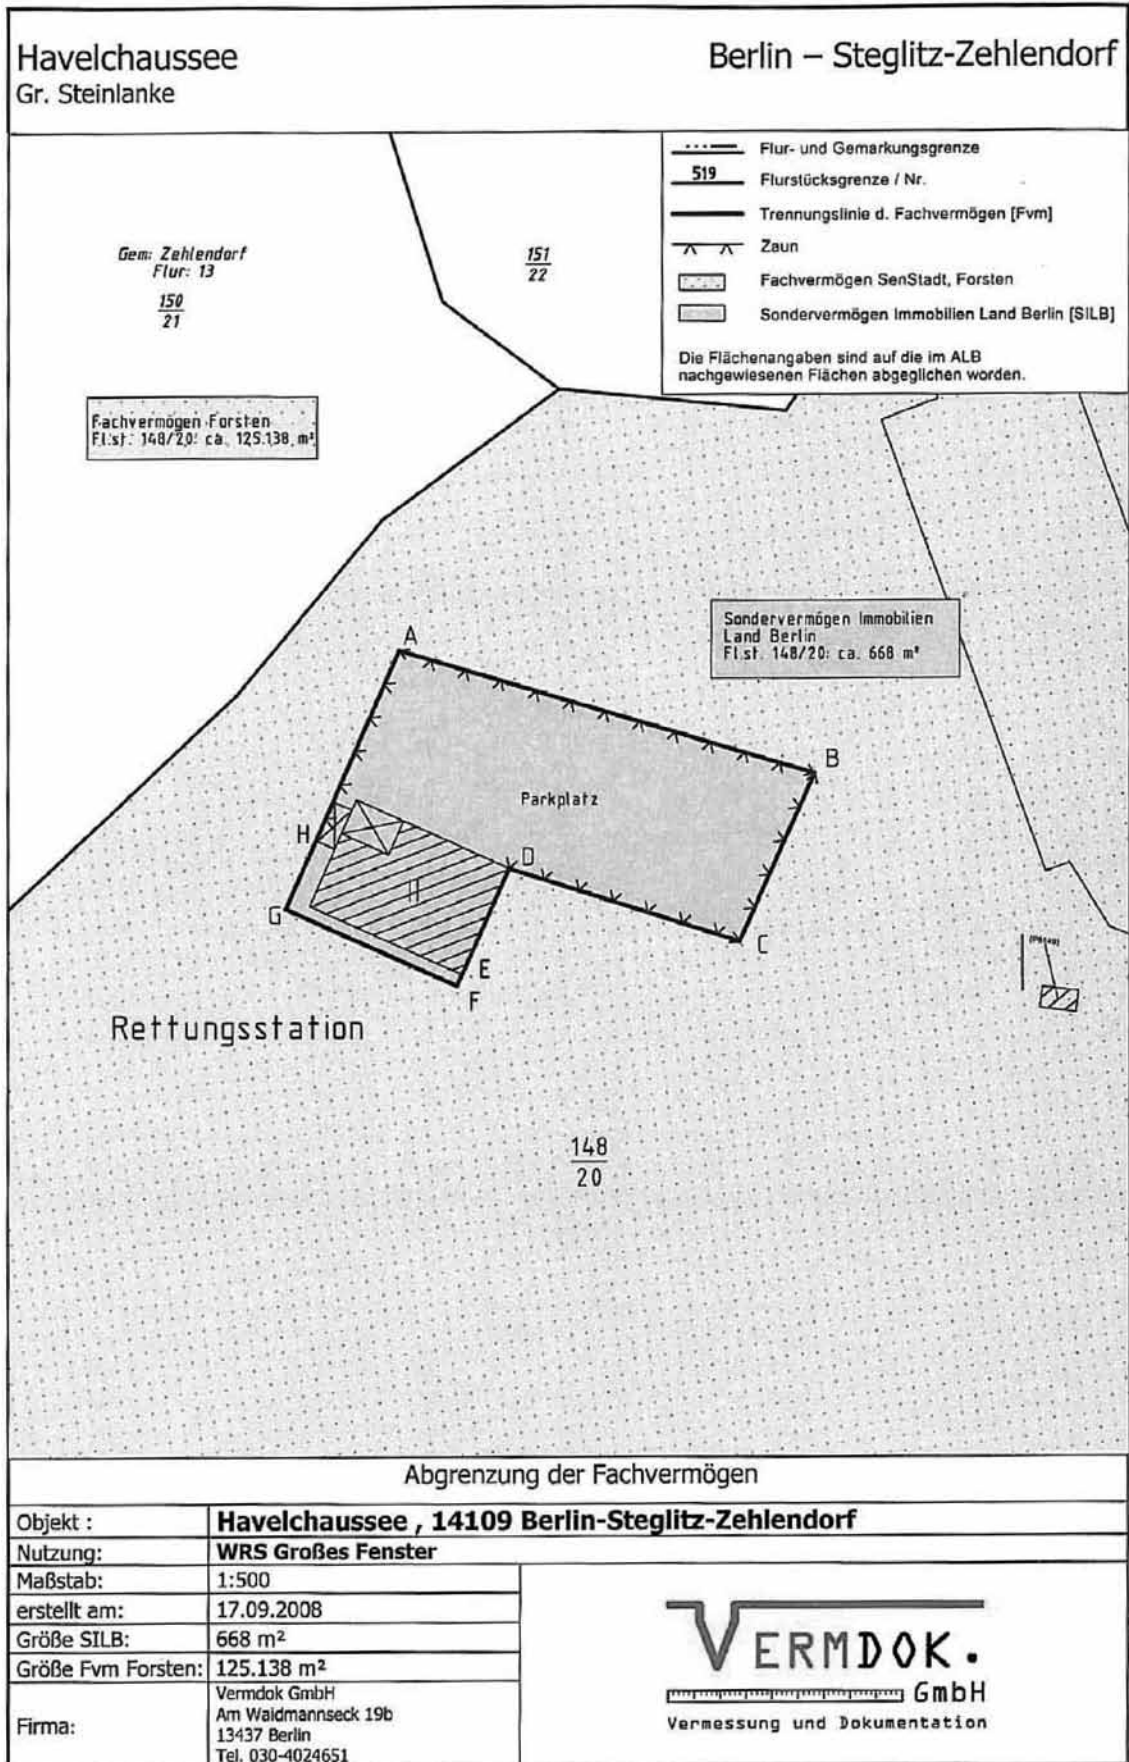 Havelchaussee
Gr. Steinlanke
Berlin – Steglitz-Zehlendorf
Flur- und Gemarkungsgrenze
519 Flurstücksgrenze / Nr.
Trennungslinie d. Fachvermögen [Fvm]
Zaun
Fachvermögen SenStadt, Forsten
Sondervermögen Immobilien Land Berlin [SILB]
Die Flächenangaben sind auf die im ALB
nachgewiesenen Flächen abgeglichen worden.
Gem: Zehlendorf
Flur: 13
150
21
151
22
Fachvermögen Forsten
Fl.st. 148/20: ca. 125.138 m²
Sondervermögen Immobilien
Land Berlin
Fl.st. 148/20: ca. 668 m²
A
B
Parkplatz
H
D
II
G
C
E
F
Rettungsstation
148
20
Abgrenzung der Fachvermögen
Objekt : Havelchaussee , 14109 Berlin-Steglitz-Zehlendorf
Nutzung: WRS Großes Fenster
Maßstab: 1:500
erstellt am: 17.09.2008
Größe SILB: 668 m²
Größe Fvm Forsten: 125.138 m²
Firma:
Vermdok GmbH
Am Waidmannseck 19b
13437 Berlin
Tel. 030-4024651
VERMDOK.
GmbH
Vermessung und Dokumentation